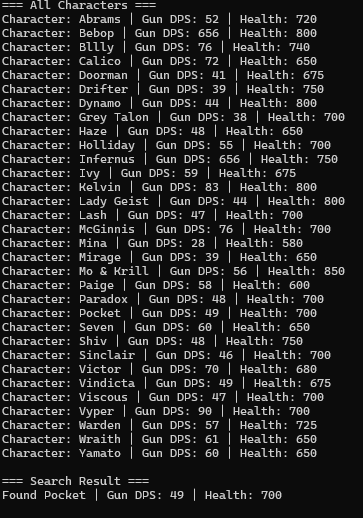 === All Characters ===
Character: Abrams | Gun DPS: 52 | Health: 720
Character: Bebop | Gun DPS: 656 | Health: 800
Character: Bllly | Gun DPS: 76 | Health: 740
Character: Calico | Gun DPS: 72 | Health: 650
Character: Doorman | Gun DPS: 41 | Health: 675
Character: Drifter | Gun DPS: 39 | Health: 750
Character: Dynamo | Gun DPS: 44 | Health: 800
Character: Grey Talon | Gun DPS: 38 | Health: 700
Character: Haze | Gun DPS: 48 | Health: 650
Character: Holliday | Gun DPS: 55 | Health: 700
Character: Infernus | Gun DPS: 656 | Health: 750
Character: Ivy | Gun DPS: 59 | Health: 675
Character: Kelvin | Gun DPS: 83 | Health: 800
Character: Lady Geist | Gun DPS: 44 | Health: 800
Character: Lash | Gun DPS: 47 | Health: 700
Character: McGinnis | Gun DPS: 76 | Health: 700
Character: Mina | Gun DPS: 28 | Health: 580
Character: Mirage | Gun DPS: 39 | Health: 650
Character: Mo & Krill | Gun DPS: 56 | Health: 850
Character: Paige | Gun DPS: 58 | Health: 600
Character: Paradox | Gun DPS: 48 | Health: 700
Character: Pocket | Gun DPS: 49 | Health: 700
Character: Seven | Gun DPS: 60 | Health: 650
Character: Shiv | Gun DPS: 48 | Health: 750
Character: Sinclair | Gun DPS: 46 | Health: 700
Character: Victor | Gun DPS: 70 | Health: 680
Character: Vindicta | Gun DPS: 49 | Health: 675
Character: Viscous | Gun DPS: 47 | Health: 700
Character: Vyper | Gun DPS: 90 | Health: 700
Character: Warden | Gun DPS: 57 | Health: 725
Character: Wraith | Gun DPS: 61 | Health: 650
Character: Yamato | Gun DPS: 60 | Health: 650
=== Search Result ===
Found Pocket | Gun DPS: 49 | Health: 700